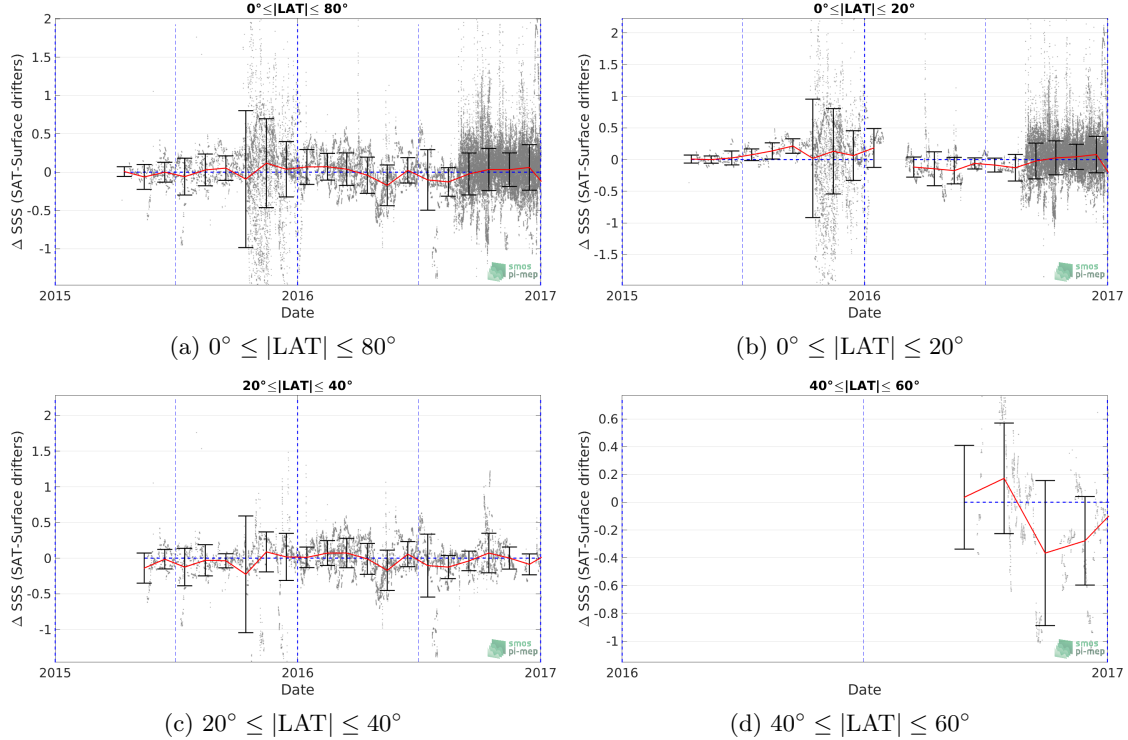 0°≤|LAT|≤ 80°
Δ SSS (SAT-Surface drifters)
2
1.5
1
0.5
0
-0.5
-1
smos
pi-mep
2015
2016
2017
Date
(a) 0° ≤ |LAT| ≤ 80°
0°≤|LAT|≤ 20°
Δ SSS (SAT-Surface drifters)
2
1.5
1
0.5
0
-0.5
-1
-1.5
smos
pi-mep
2015
2016
2017
Date
(b) 0° ≤ |LAT| ≤ 20°
20°≤|LAT|≤ 40°
Δ SSS (SAT-Surface drifters)
2
1.5
1
0.5
0
-0.5
-1
smos
pi-mep
2015
2016
2017
Date
(c) 20° ≤ |LAT| ≤ 40°
40°≤|LAT|≤ 60°
Δ SSS (SAT-Surface drifters)
0.6
0.4
0.2
0
-0.2
-0.4
-0.6
-0.8
-1
smos
pi-mep
2016
2017
Date
(d) 40° ≤ |LAT| ≤ 60°